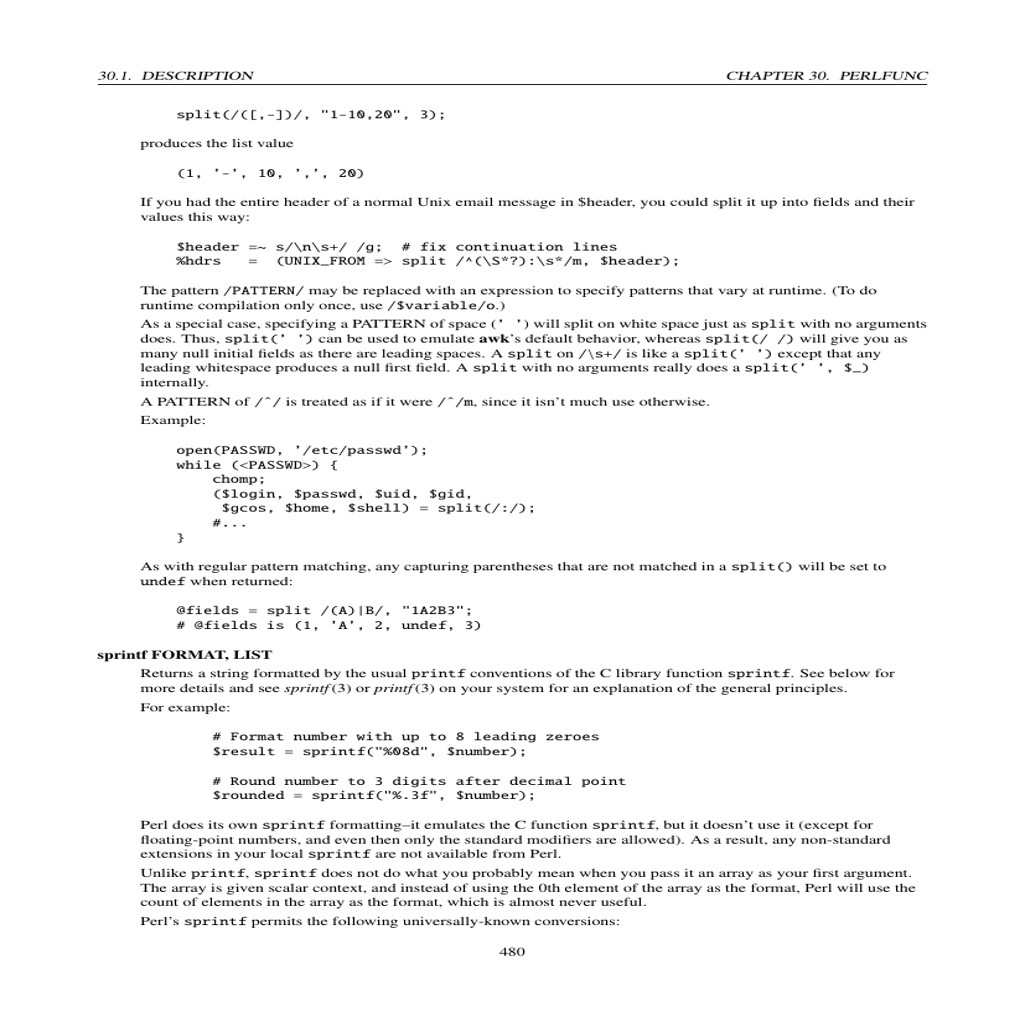 30.1. DESCRIPTION CHAPTER 30. PERLFUNC
split(/([,-])/, "1-10,20", 3);
produces the list value
(1, '-', 10, ',', 20)
If you had the entire header of a normal Unix email message in $header, you could split it up into fields and their
values this way:
$header =~ s/\n\s+/ /g;  # fix continuation lines
%hdrs   =  (UNIX_FROM => split /^(\S*?):\s*/m, $header);
The pattern /PATTERN/ may be replaced with an expression to specify patterns that vary at runtime. (To do
runtime compilation only once, use /$variable/o.)
As a special case, specifying a PATTERN of space (' ') will split on white space just as split with no arguments
does. Thus, split(' ') can be used to emulate awk's default behavior, whereas split(/ /) will give you as
many null initial fields as there are leading spaces. A split on /\s+/ is like a split(' ') except that any
leading whitespace produces a null first field. A split with no arguments really does a split(' ', $_)
internally.
A PATTERN of /^/ is treated as if it were /^/m, since it isn't much use otherwise.
Example:
open(PASSWD, '/etc/passwd');
while (<PASSWD>) {
chomp;
($login, $passwd, $uid, $gid,
$gcos, $home, $shell) = split(/:/);
#...
}
As with regular pattern matching, any capturing parentheses that are not matched in a split() will be set to
undef when returned:
@fields = split /(A)|B/, "1A2B3";
# @fields is (1, 'A', 2, undef, 3)
sprintf FORMAT, LIST
Returns a string formatted by the usual printf conventions of the C library function sprintf. See below for
more details and see sprintf(3) or printf(3) on your system for an explanation of the general principles.
For example:
# Format number with up to 8 leading zeroes
$result = sprintf("%08d", $number);
# Round number to 3 digits after decimal point
$rounded = sprintf("%.3f", $number);
Perl does its own sprintf formatting–it emulates the C function sprintf, but it doesn't use it (except for
floating-point numbers, and even then only the standard modifiers are allowed). As a result, any non-standard
extensions in your local sprintf are not available from Perl.
Unlike printf, sprintf does not do what you probably mean when you pass it an array as your first argument.
The array is given scalar context, and instead of using the 0th element of the array as the format, Perl will use the
count of elements in the array as the format, which is almost never useful.
Perl's sprintf permits the following universally-known conversions:
480